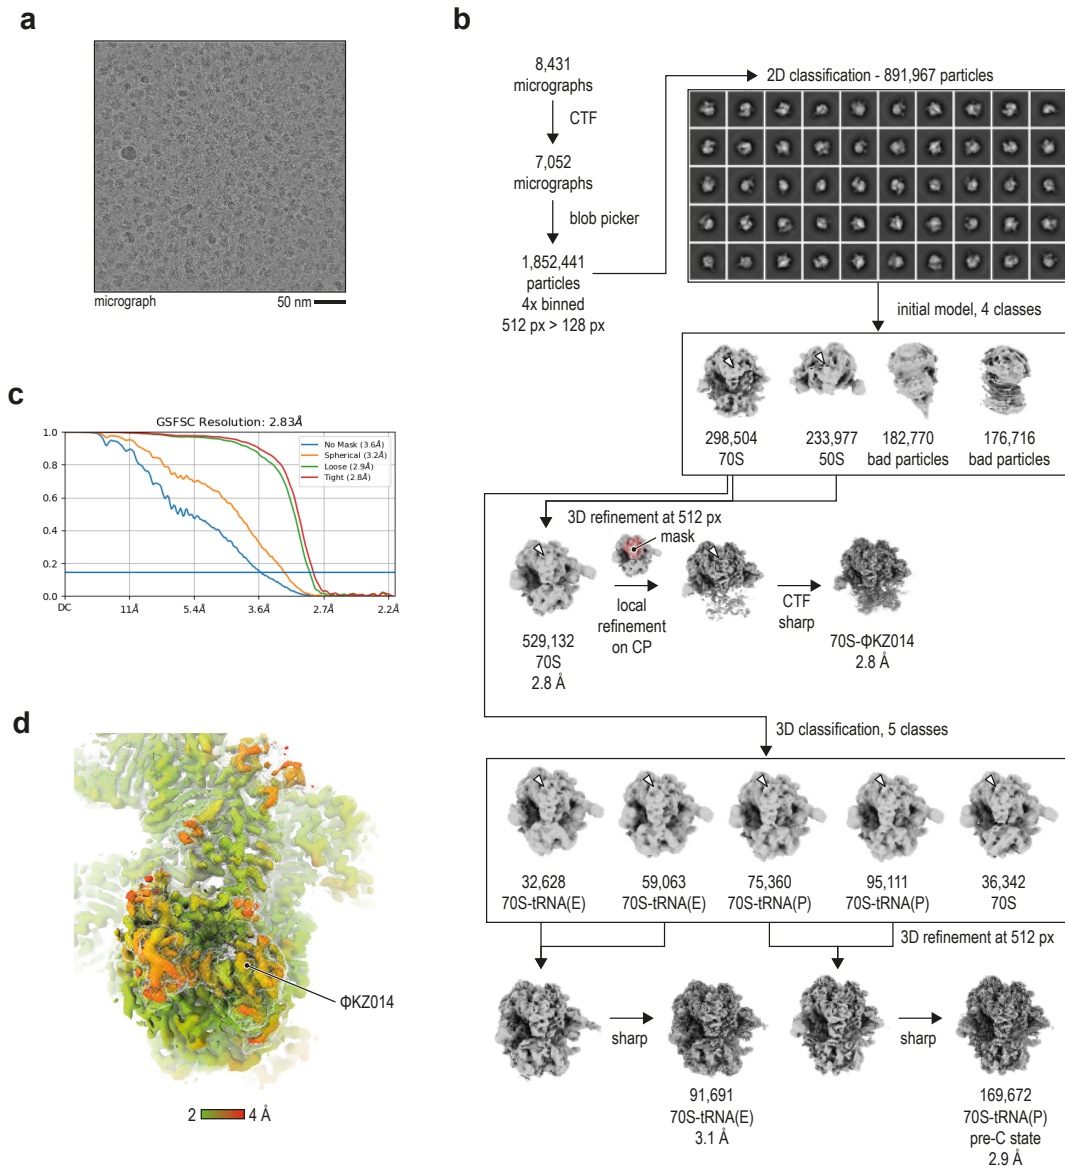 a
micrograph
50 nm
b
8,431
micrographs
CTF
7,052
micrographs
blob picker
1,852,441
particles
4x binned
512 px > 128 px
2D classification - 891,967 particles
initial model, 4 classes
298,504
70S
233,977
50S
182,770
bad particles
176,716
bad particles
3D refinement at 512 px
mask
529,132
70S
2.8 Å
local
refinement
on CP
CTF
sharp
70S-ΦKZ014
2.8 Å
3D classification, 5 classes
32,628
70S-tRNA(E)
59,063
70S-tRNA(E)
75,360
70S-tRNA(P)
95,111
70S-tRNA(P)
36,342
70S
3D refinement at 512 px
sharp
91,691
70S-tRNA(E)
3.1 Å
sharp
169,672
70S-tRNA(P)
pre-C state
2.9 Å
c
GSFSC Resolution: 2.83Å
1.0
0.8
0.6
0.4
0.2
0.0
No Mask (3.6Å)
Spherical (3.2Å)
Loose (2.9Å)
Tight (2.8Å)
DC
11Å
5.4Å
3.6Å
2.7Å
2.2Å
d
ΦKZ014
2
4 Å